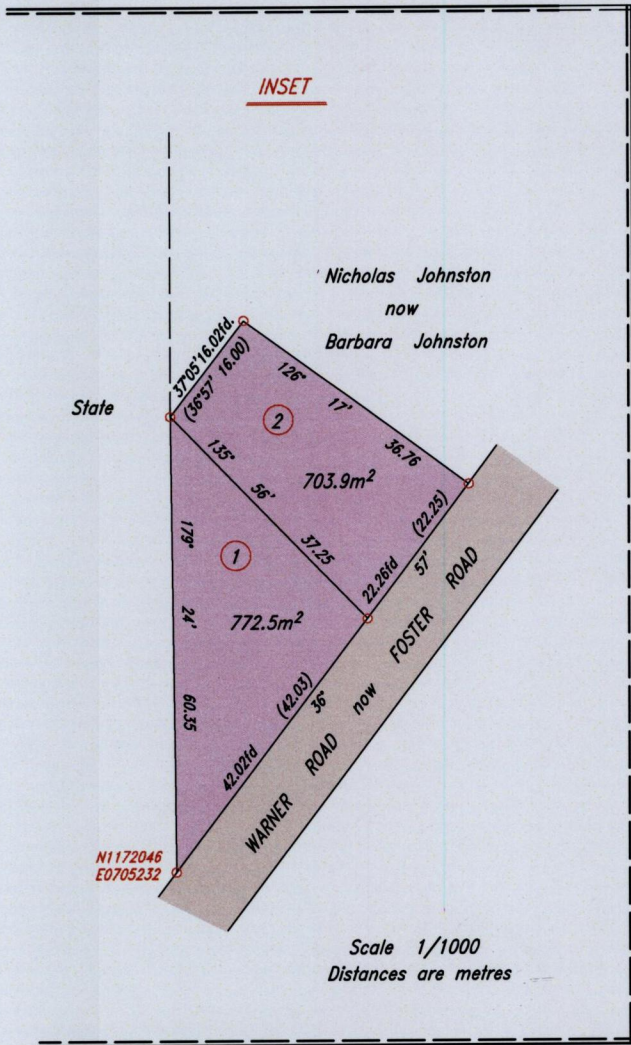 INSET
Nicholas Johnston
now
Barbara Johnston
37°05' 16.02fd.
(36°57' 16.00)
State
126° 17' 36.76
2
703.9m²
135° 56' 37.25
(22.25)
22.26fd
57'
1
772.5m²
179° 24' 60.35
(42.03)
42.02fd
36°
WARNER ROAD now FOSTER ROAD
N1172046
E0705232
Scale 1/1000
Distances are metres